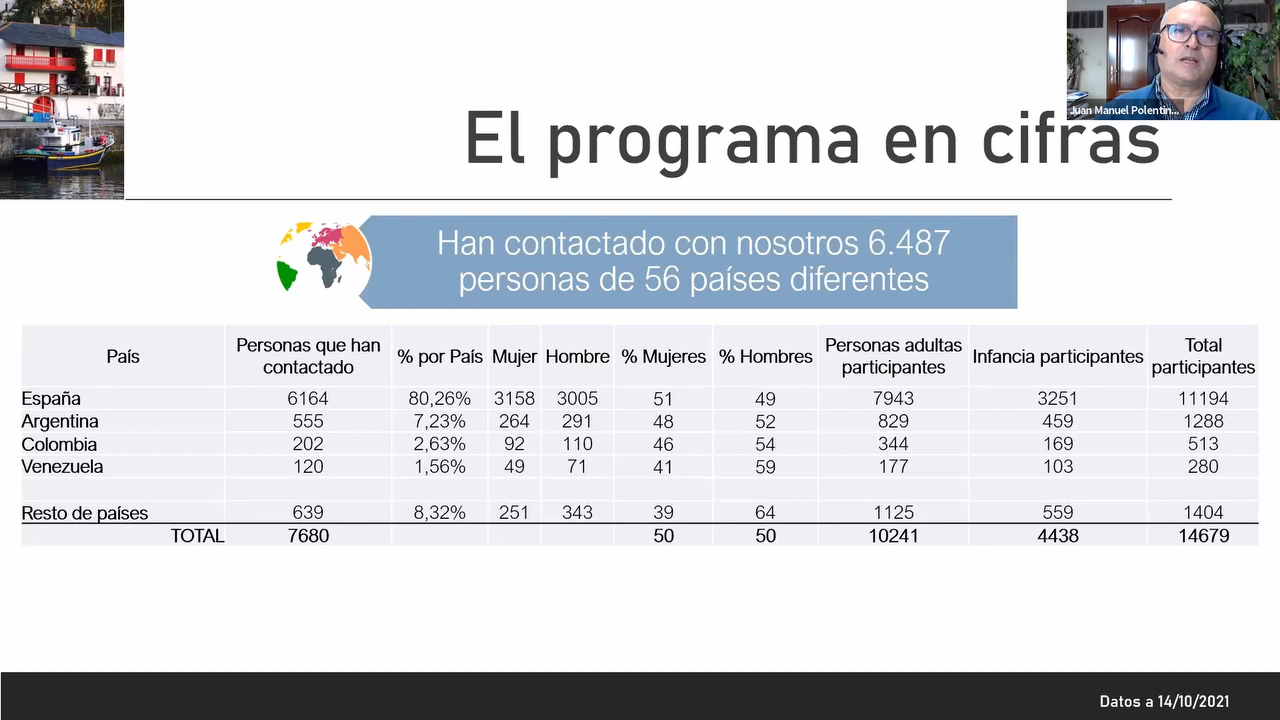 Juan Manuel Polentin...
El programa en cifras
Han contactado con nosotros 6.487
personas de 56 países diferentes
País Personas que han contactado % por País Mujer Hombre % Mujeres % Hombres Personas adultas participantes Infancia participantes Total participantes
España 6164 80,26% 3158 3005 51 49 7943 3251 11194
Argentina 555 7,23% 264 291 48 52 829 459 1288
Colombia 202 2,63% 92 110 46 54 344 169 513
Venezuela 120 1,56% 49 71 41 59 177 103 280
Resto de países 639 8,32% 251 343 39 64 1125 559 1404
TOTAL 7680 50 50 10241 4438 14679
Datos a 14/10/2021